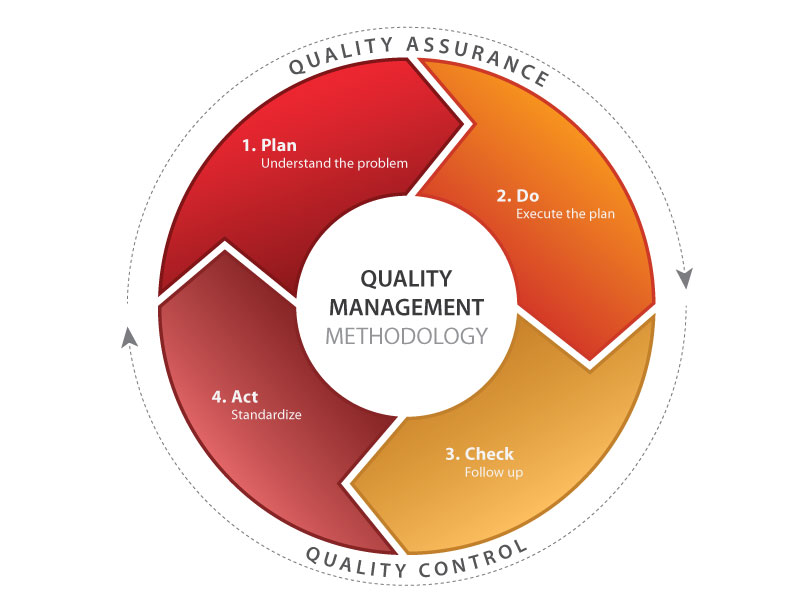 QUALITY ASSURANCE
1. Plan
Understand the problem
2. Do
Execute the plan
QUALITY
MANAGEMENT
METHODOLOGY
4. Act
Standardize
3. Check
Follow up
QUALITY CONTROL